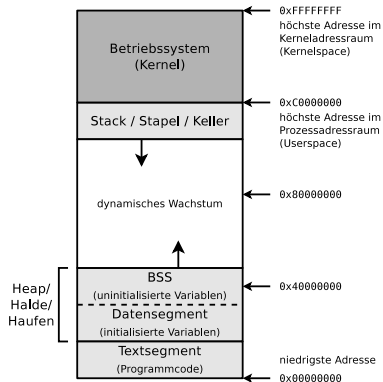 0xFFFFFFFF
höchste Adresse im
Kerneladressraum
(Kernelspace)
Betriebssystem
(Kernel)
0xC0000000
höchste Adresse im
Prozessadressraum
(Userspace)
Stack / Stapel / Keller
dynamisches Wachstum
0x80000000
Heap/
Halde/
Haufen
BSS
(uninitialisierte Variablen)
0x40000000
Datensegment
(initialisierte Variablen)
Textsegment
(Programmcode)
niedrigste Adresse
0x00000000